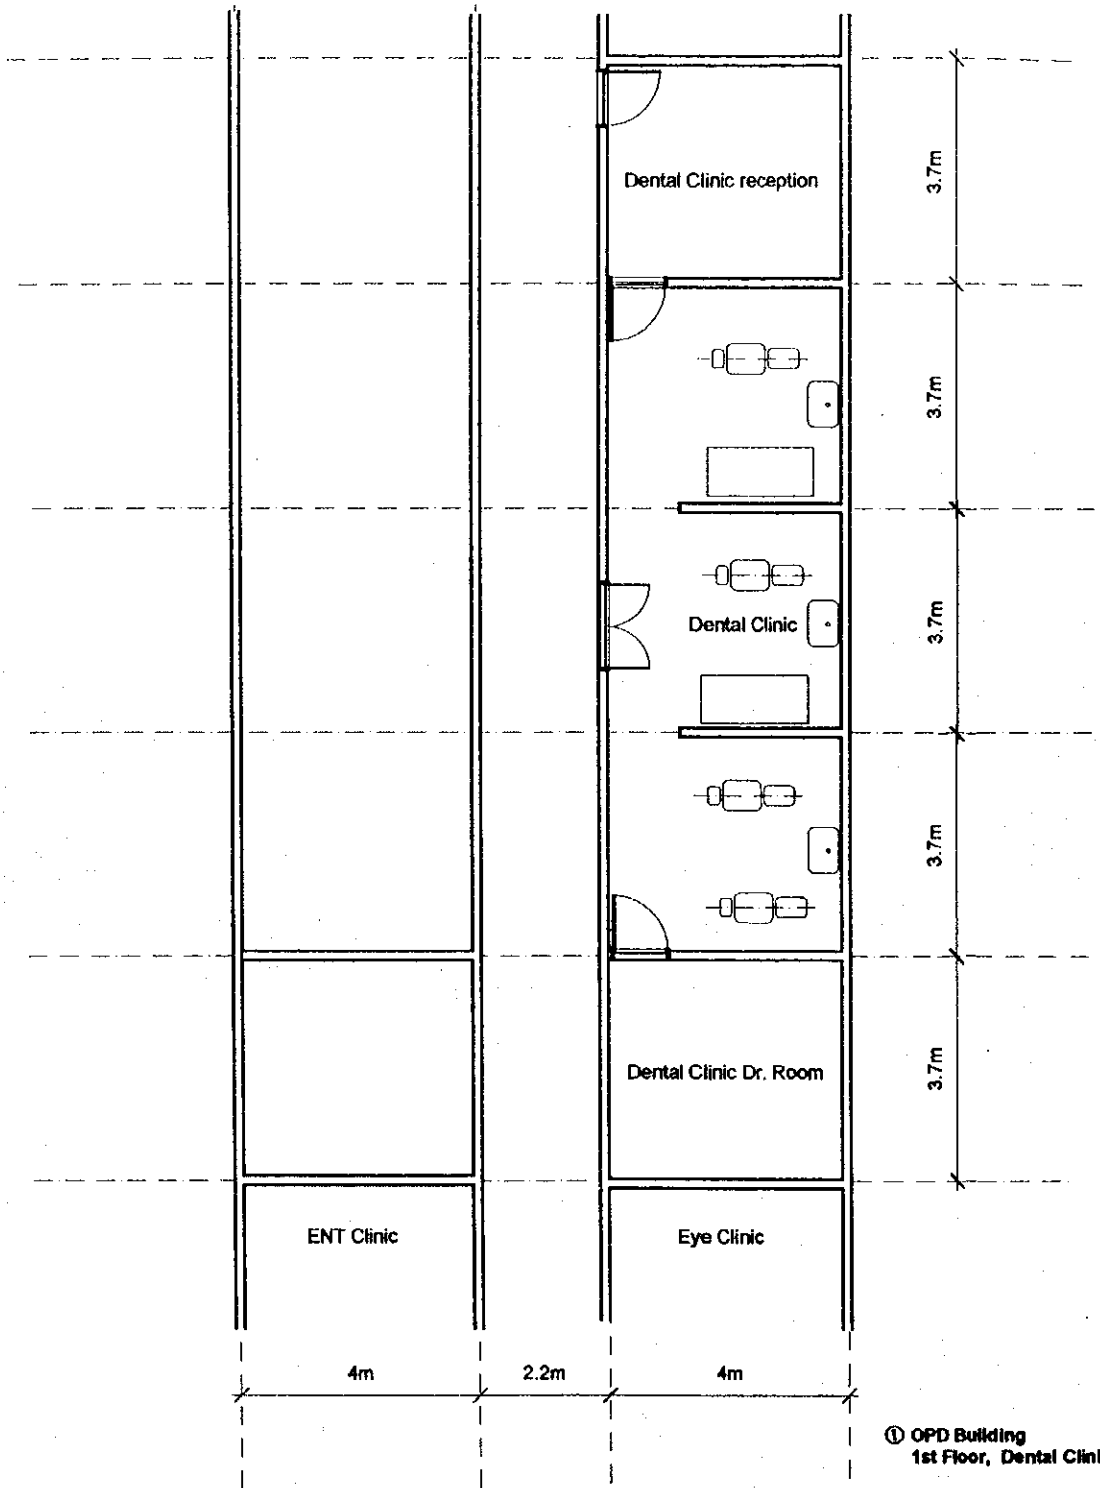 3.7m
Dental Clinic reception
3.7m
3.7m
Dental Clinic
3.7m
3.7m
Dental Clinic Dr. Room
ENT Clinic
Eye Clinic
4m
2.2m
4m
① OPD Building
1st Floor, Dental Clini